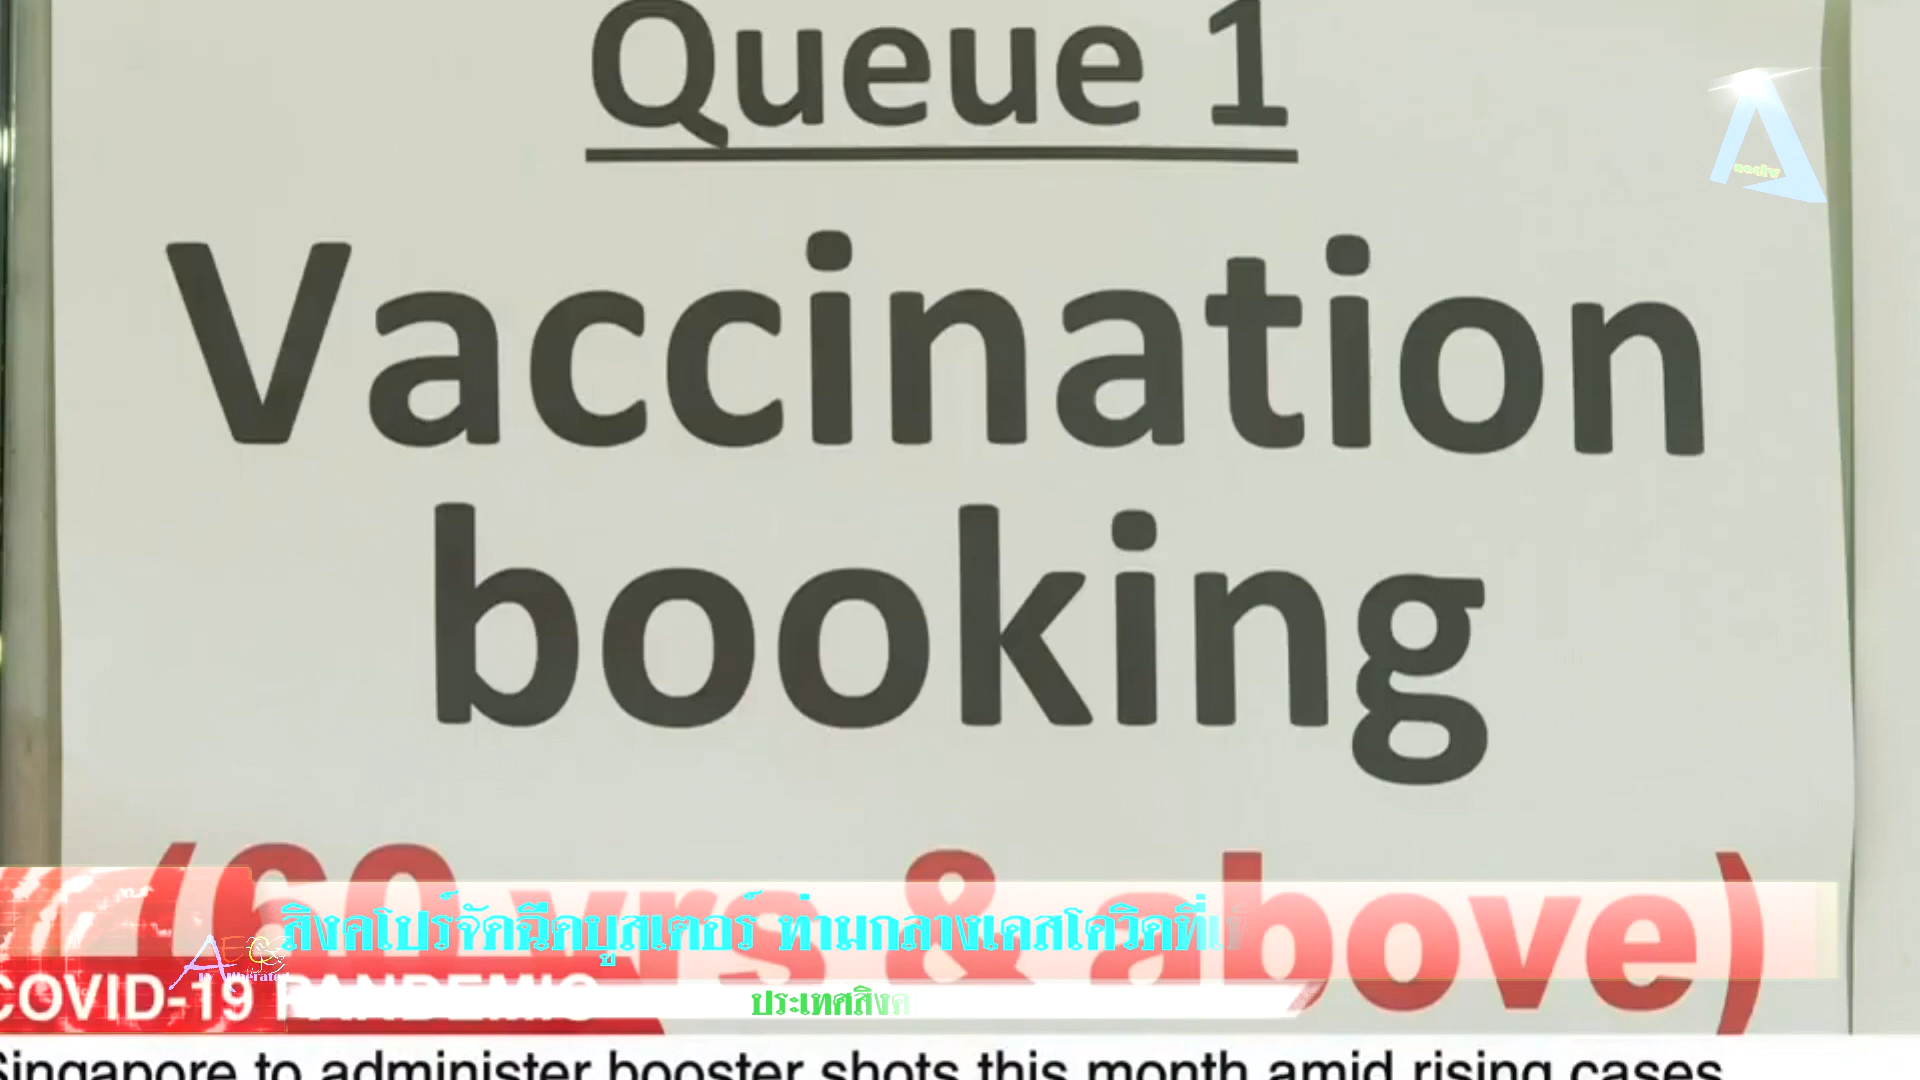 Queue 1
Vaccination
booking
(60 yrs & above)
สิงคโปร์จัดฉีดบูสเตอร์ ท่ามกลางเคสโควิดที่
COVID-19 PANDEMIC
ประเทศสิงค
Singapore to administer booster shots this month amid rising cases